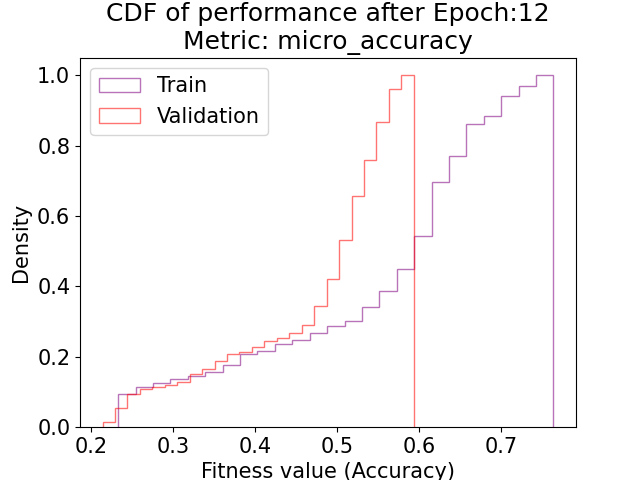 CDF of performance after Epoch:12
Metric: micro_accuracy
Train
Validation
1.0
0.8
0.6
0.4
0.2
0.0
Density
0.2 0.3 0.4 0.5 0.6 0.7
Fitness value (Accuracy)